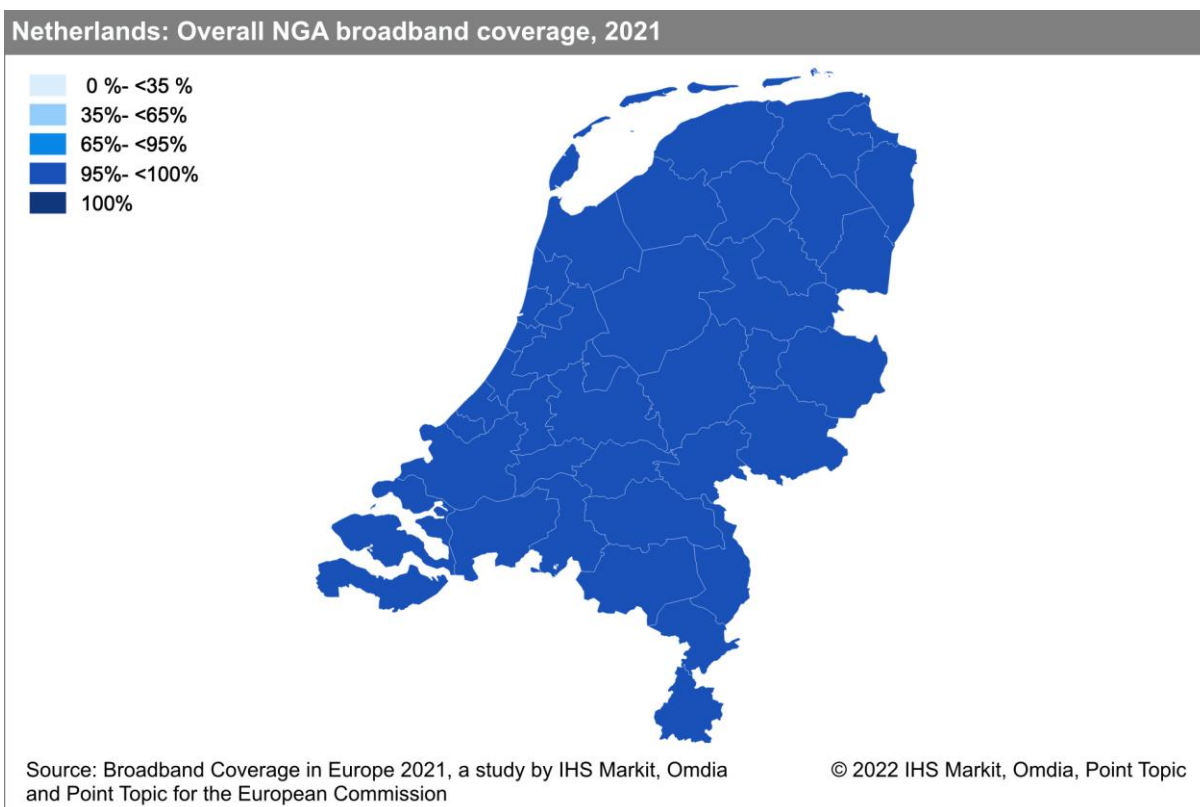 Netherlands: Overall NGA broadband coverage, 2021
0 %- <35 %
35%- <65%
65%- <95%
95%- <100%
100%
Source: Broadband Coverage in Europe 2021, a study by IHS Markit, Omdia
and Point Topic for the European Commission
© 2022 IHS Markit, Omdia, Point Topic